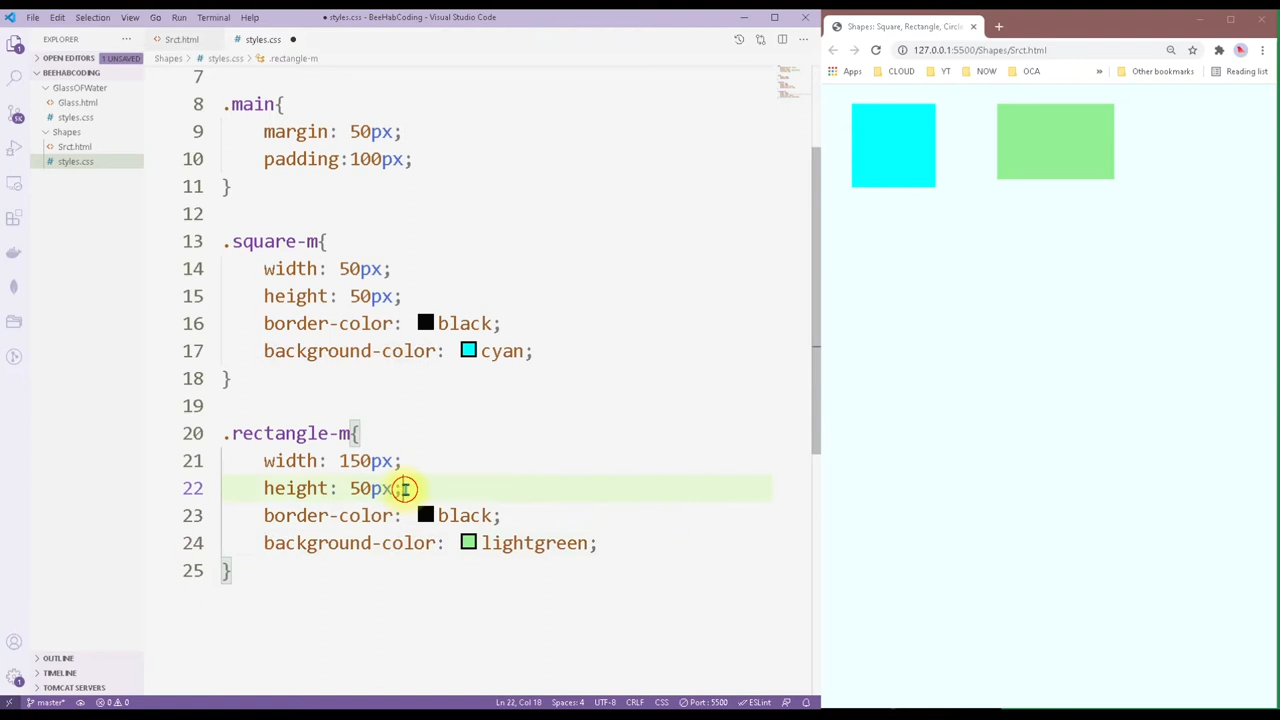 File Edit Selection View Go Run Terminal Help
● styles.css - BeeHabCoding - Visual Studio Code
EXPLORER
OPEN EDITORS 1 UNSAVED
BEEHABCODING
GlassOFWater
Glass.html
styles.css
Shapes
Srct.html
styles.css
OUTLINE
TIMELINE
TOMCAT SERVERS
Srct.html styles.css ●
Shapes > styles.css > .rectangle-m
7
8 .main{
9 margin: 50px;
10 padding:100px;
11 }
12
13 .square-m{
14 width: 50px;
15 height: 50px;
16 border-color: black;
17 background-color: cyan;
18 }
19
20 .rectangle-m{
21 width: 150px;
22 height: 50px;
23 border-color: black;
24 background-color: lightgreen;
25 }
master* 0 0 Ln 22, Col 18 Spaces: 4 UTF-8 CRLF CSS Port : 5500 ESLint
Shapes: Square, Rectangle, Circle
127.0.0.1:5500/Shapes/Srct.html
Apps CLOUD YT NOW OCA » Other bookmarks Reading list